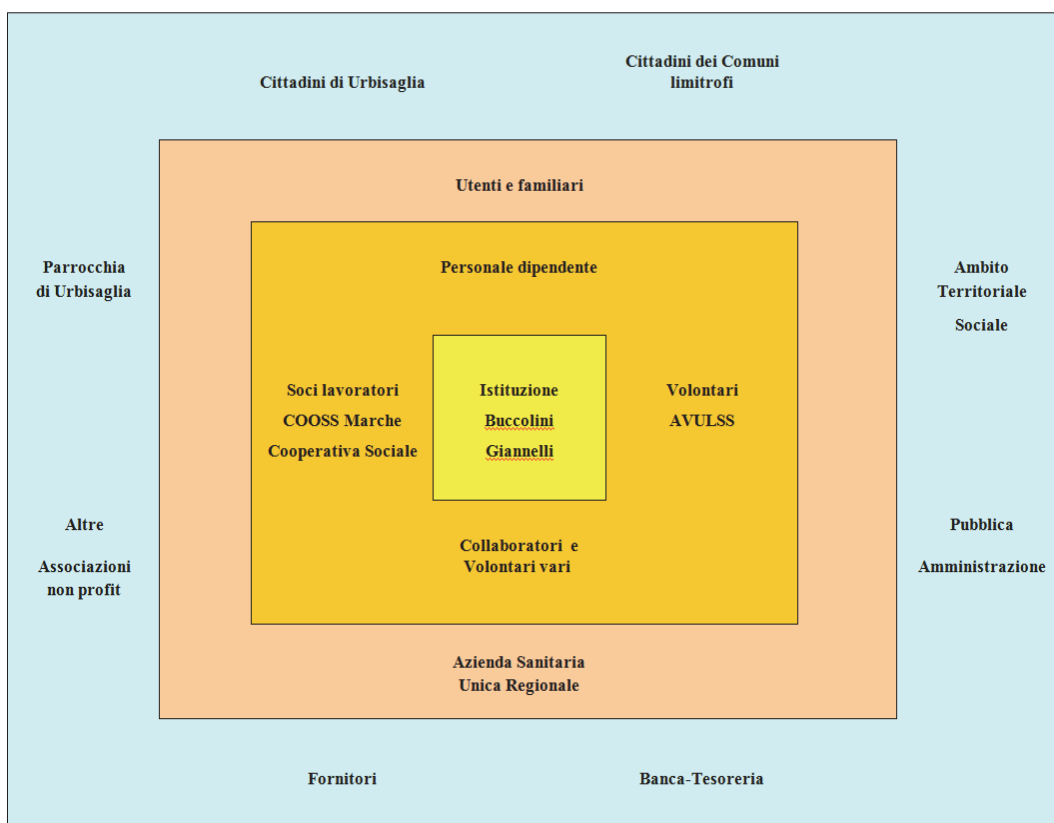 Cittadini di Urbisaglia
Cittadini dei Comuni
limitrofi
Utenti e familiari
Parrocchia
di Urbisaglia
Personale dipendente
Ambito
Territoriale
Sociale
Soci lavoratori
COOSS Marche
Cooperativa Sociale
Istituzione
Buccolini
Giannelli
Volontari
AVULSS
Altre
Associazioni
non profit
Collaboratori e
Volontari vari
Pubblica
Amministrazione
Azienda Sanitaria
Unica Regionale
Fornitori
Banca-Tesoreria